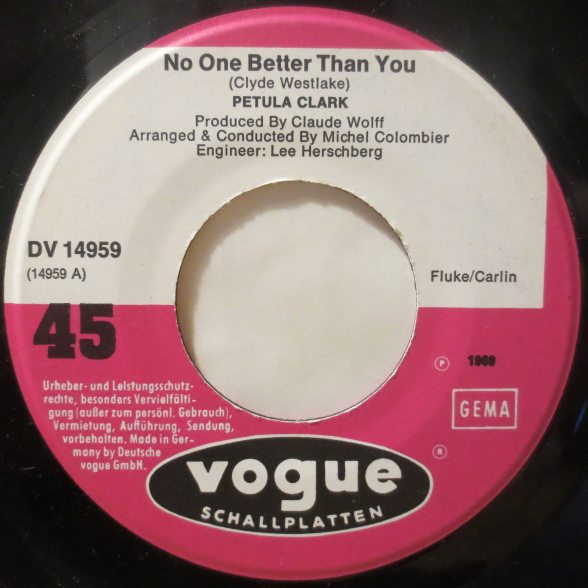 No One Better Than You
(Clyde Westlake)
PETULA CLARK
Produced By Claude Wolff
Arranged & Conducted By Michel Colombier
Engineer: Lee Herschberg
DV 14959
(14959 A)
Fluke/Carlin
45
℗ 1969
Urheber- und Leistungsschutz-
rechte, besonders Vervielfälti-
gung (außer zum persönl. Gebrauch),
Vermietung, Aufführung, Sendung,
vorbehalten. Made in Ger-
many by Deutsche
vogue GmbH.
GEMA
®
vogue
SCHALLPLATTEN